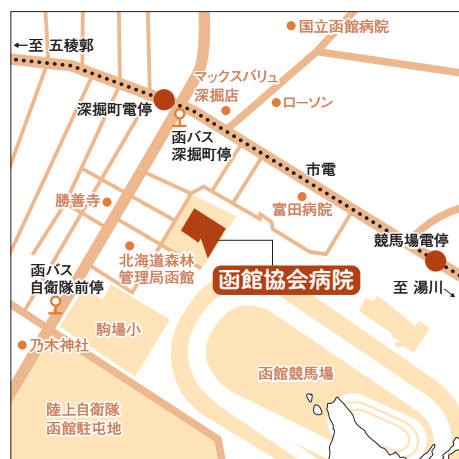 国立函館病院
←至 五稜郭
マックスバリュ
深掘店
ローソン
深掘町電停
函バス
深掘町停
市電
勝善寺
富田病院
競馬場電停
北海道森林
管理局函館
函館協会病院
函バス
自衛隊前停
至 湯川
駒場小
乃木神社
函館競馬場
陸上自衛隊
函館駐屯地